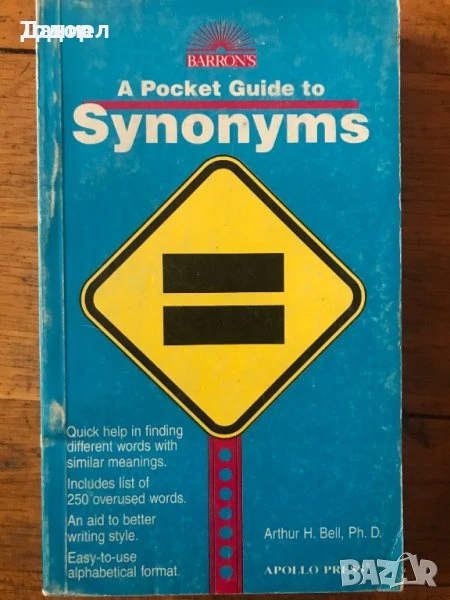 BARRON'S
A Pocket Guide to
Synonyms
Quick help in finding
different words with
similar meanings.
Includes list of
250 overused words.
An aid to better
writing style.
Easy-to-use
alphabetical format.
Arthur H. Bell, Ph. D.
APOLLO PRESS
BAZAR